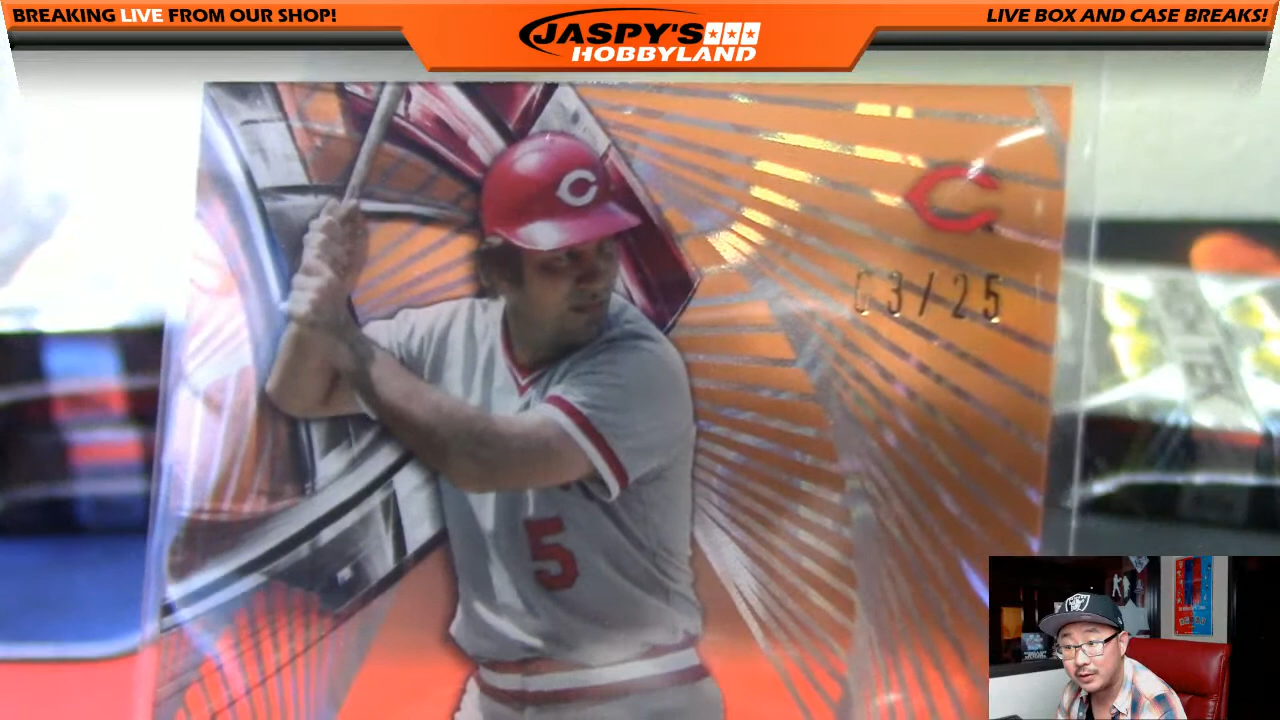 BREAKING LIVE FROM OUR SHOP!
JASPY'S
HOBBYLAND
LIVE BOX AND CASE BREAKS!
C
C
03/25
5